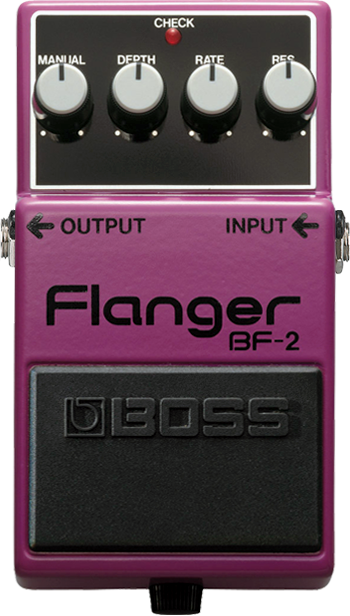 CHECK
MANUAL DEPTH RATE RES
OUTPUT INPUT
Flanger
BF-2
BOSS